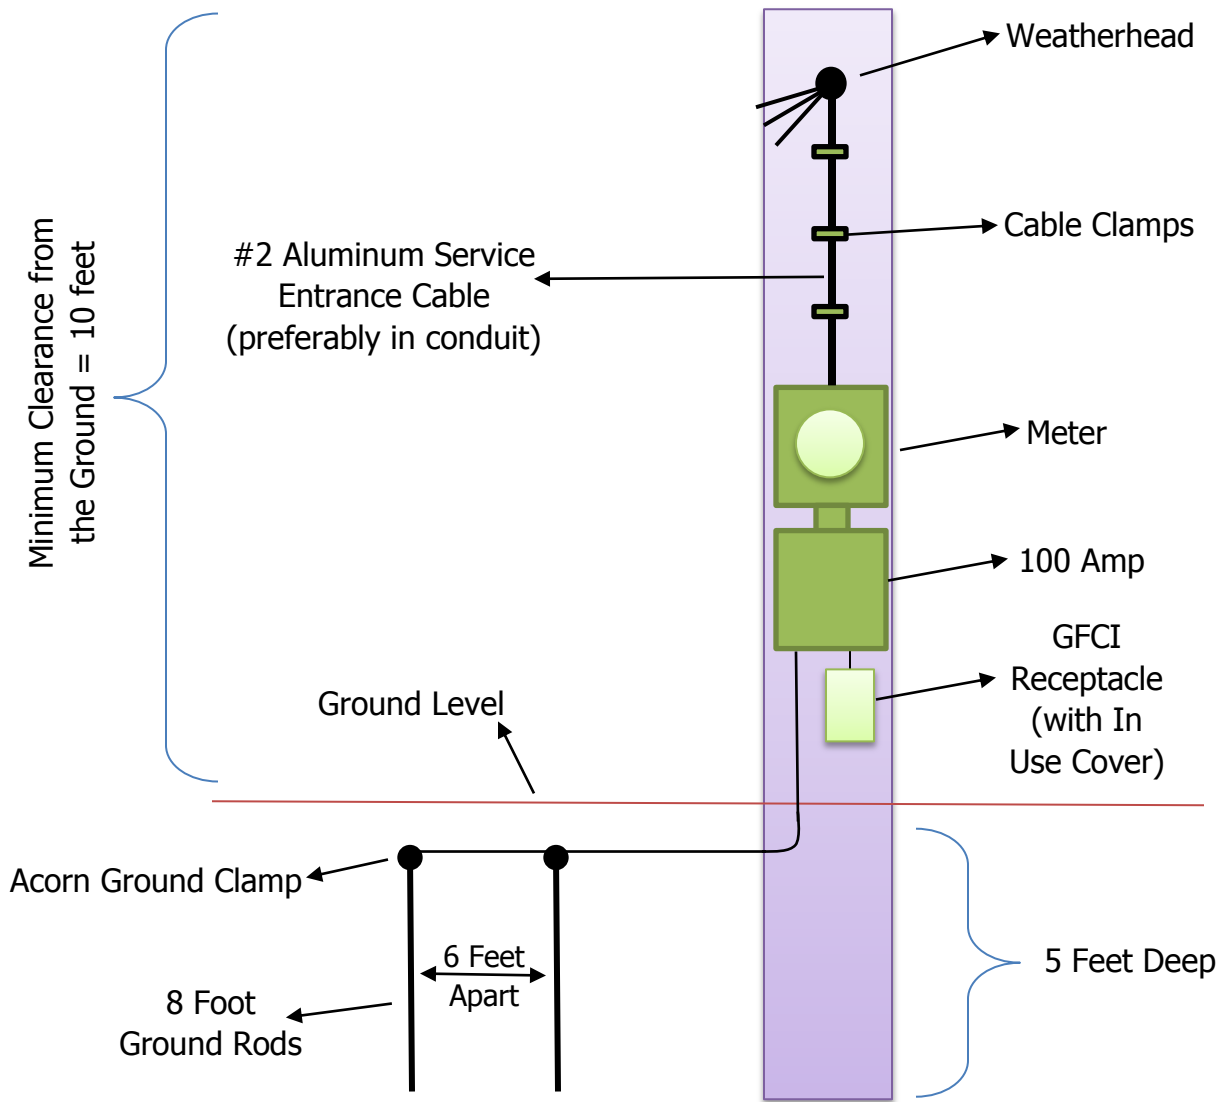 Weatherhead
Minimum Clearance from
the Ground = 10 feet
Cable Clamps
#2 Aluminum Service
Entrance Cable
(preferably in conduit)
Meter
100 Amp
GFCI
Receptacle
(with In
Use Cover)
Ground Level
Acorn Ground Clamp
6 Feet
Apart
5 Feet Deep
8 Foot
Ground Rods